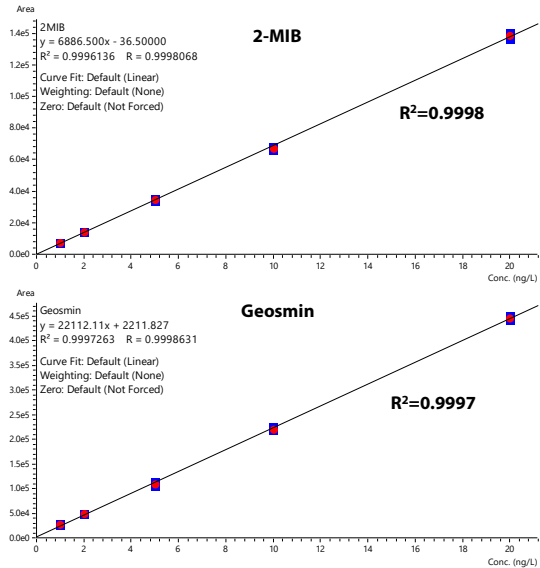 Area
2MIB
y = 6886.500x - 36.50000
R² = 0.9996136 R = 0.9998068
Curve Fit: Default (Linear)
Weighting: Default (None)
Zero: Default (Not Forced)
2-MIB
R²=0.9998
1.4e5
1.2e5
1.0e5
8.0e4
6.0e4
4.0e4
2.0e4
0.0e0
0 2 4 6 8 10 12 14 16 18 20
Conc. (ng/L)
Area
Geosmin
y = 22112.11x + 2211.827
R² = 0.9997263 R = 0.9998631
Curve Fit: Default (Linear)
Weighting: Default (None)
Zero: Default (Not Forced)
Geosmin
R²=0.9997
4.5e5
4.0e5
3.5e5
3.0e5
2.5e5
2.0e5
1.5e5
1.0e5
5.0e4
0.0e0
0 2 4 6 8 10 12 14 16 18 20
Conc. (ng/L)